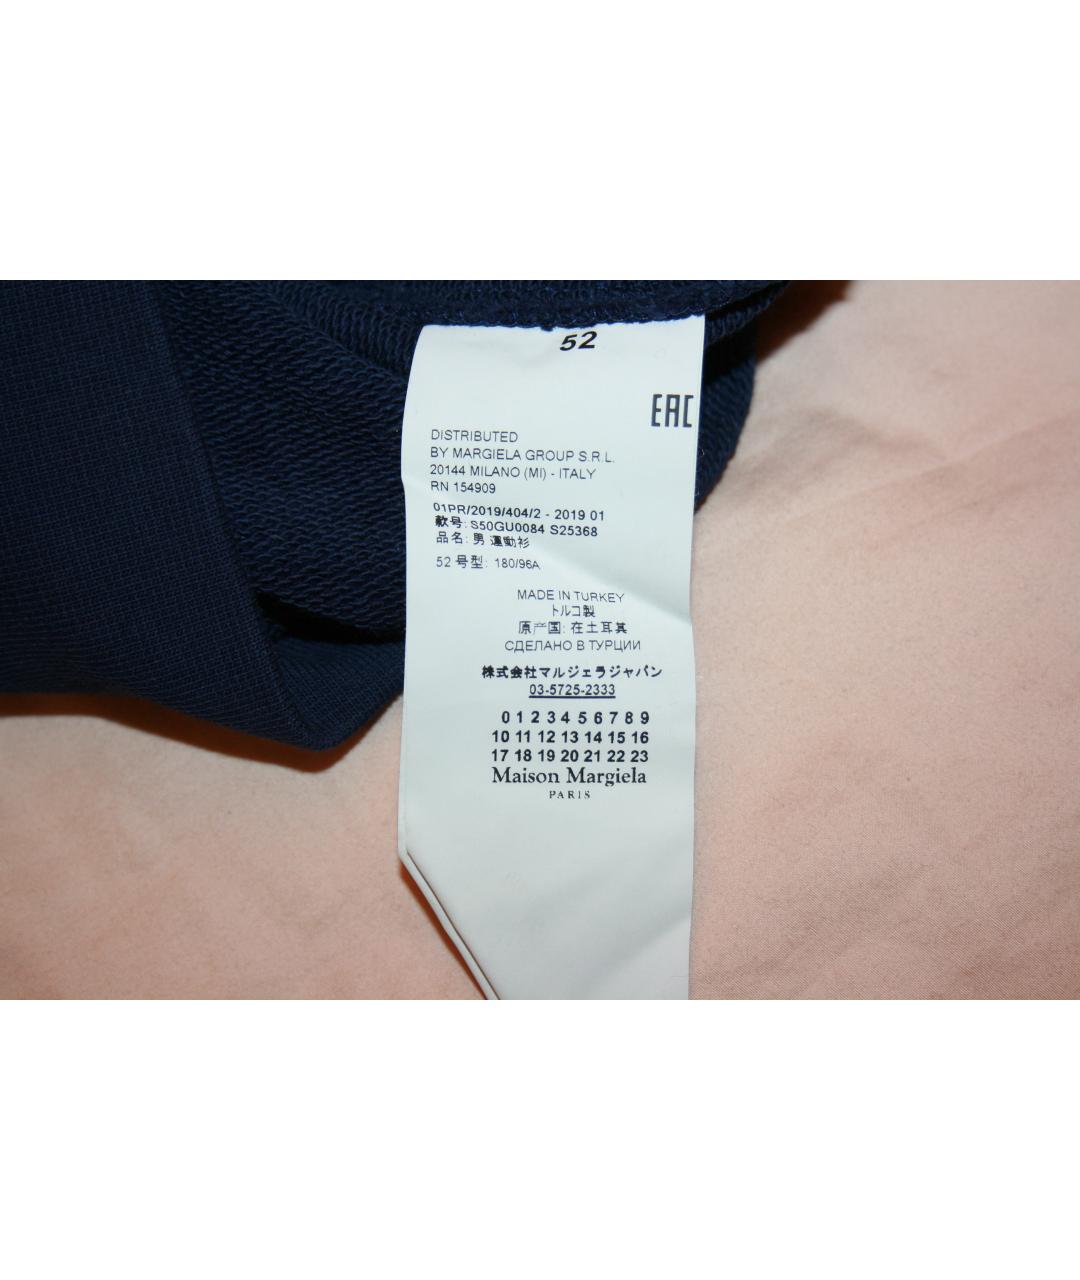 52
EAC
DISTRIBUTED
BY MARGIELA GROUP S.R.L.
20144 MILANO (MI) - ITALY
RN 154909
01PR/2019/404/2 - 2019 01
款号: S50GU0084 S25368
品名: 男 運動衫
52 号型: 180/96A
MADE IN TURKEY
トルコ製
原产国: 在土耳其
СДЕЛАНО В ТУРЦИИ
株式会社マルジェラジャパン
03-5725-2333
0 1 2 3 4 5 6 7 8 9
10 11 12 13 14 15 16
17 18 19 20 21 22 23
Maison Margiela
PARIS